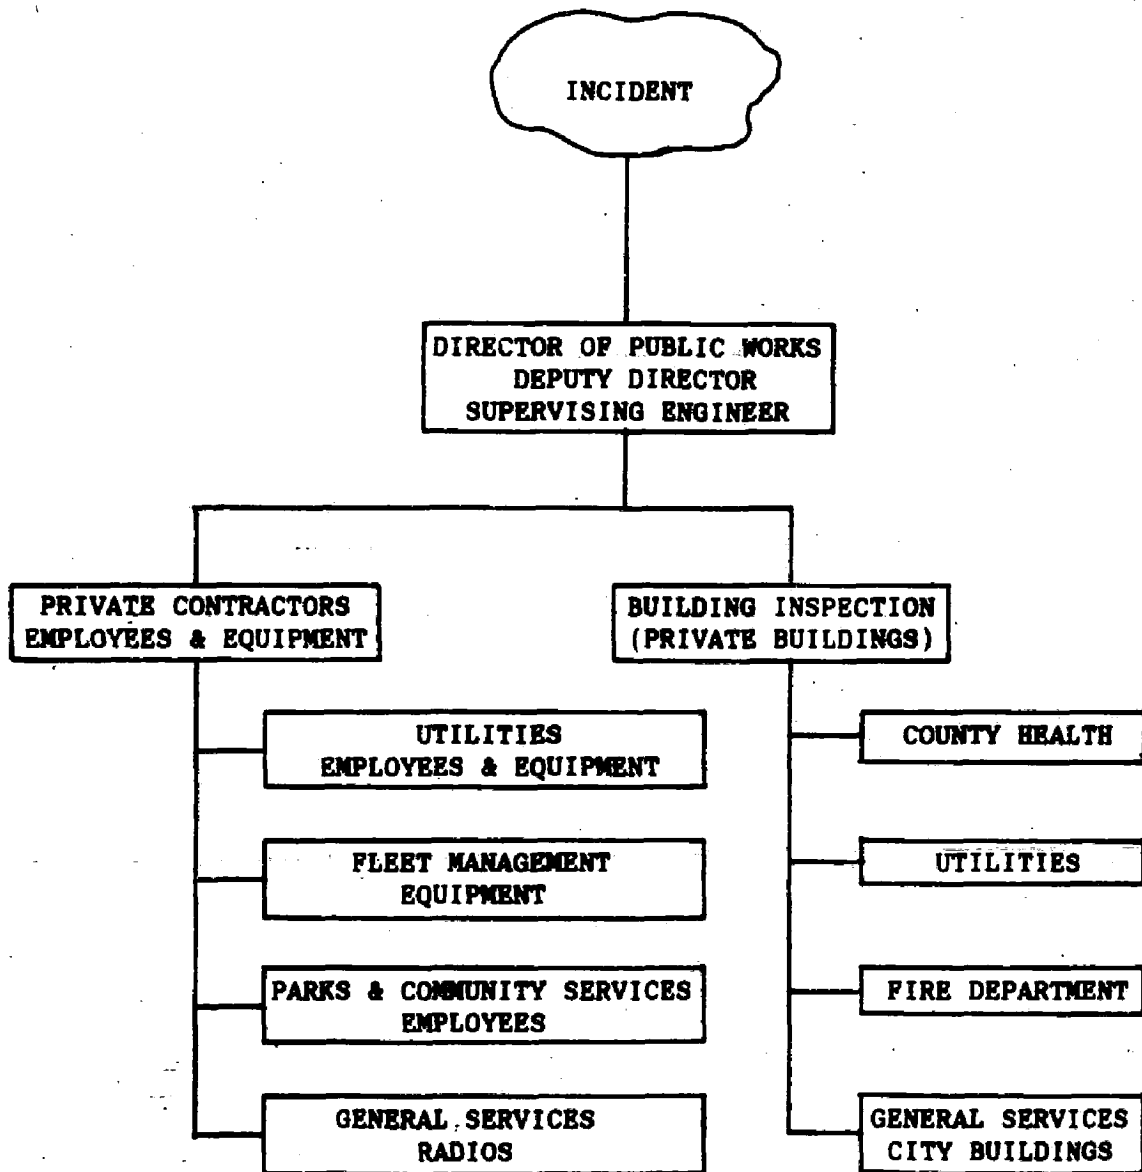 INCIDENT
DIRECTOR OF PUBLIC WORKS
DEPUTY DIRECTOR
SUPERVISING ENGINEER
PRIVATE CONTRACTORS
EMPLOYEES & EQUIPMENT
BUILDING INSPECTION
(PRIVATE BUILDINGS)
UTILITIES
EMPLOYEES & EQUIPMENT
FLEET MANAGEMENT
EQUIPMENT
PARKS & COMMUNITY SERVICES
EMPLOYEES
GENERAL SERVICES
RADIOS
COUNTY HEALTH
UTILITIES
FIRE DEPARTMENT
GENERAL SERVICES
CITY BUILDINGS